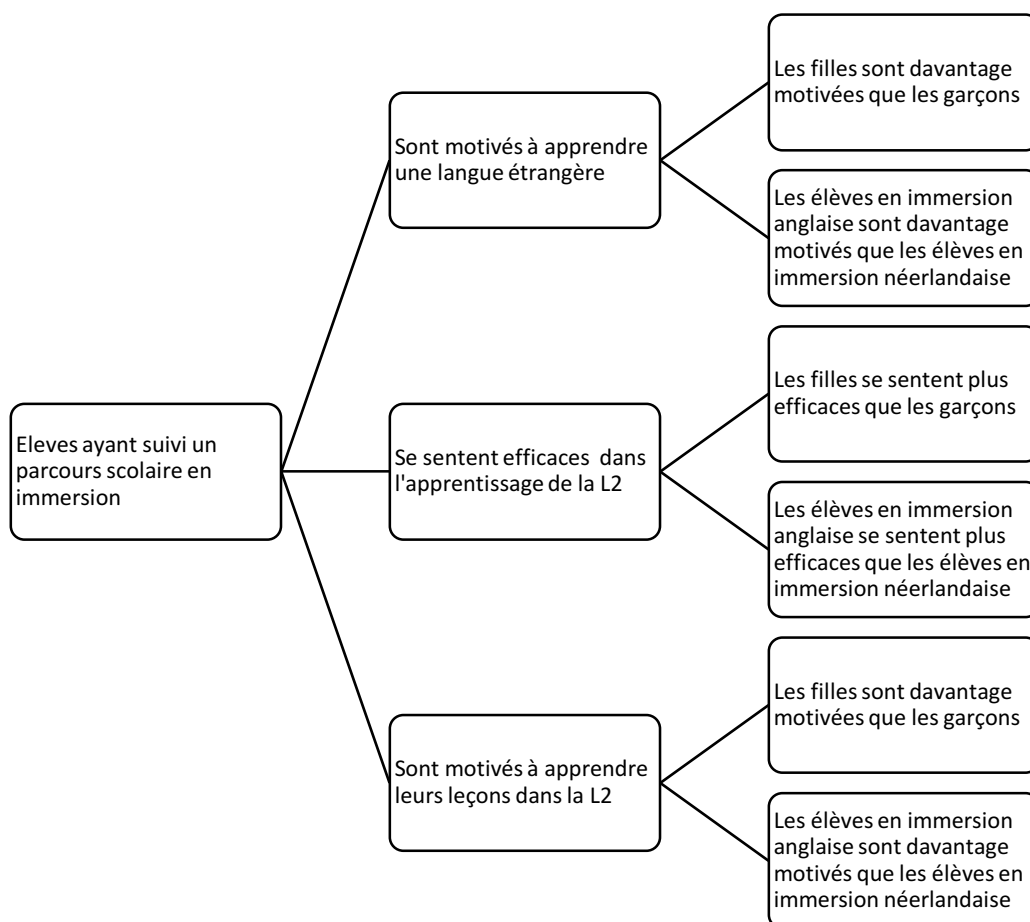 Les filles sont davantage
motivées que les garçons
Sont motivés à apprendre
une langue étrangère
Les élèves en immersion
anglaise sont davantage
motivés que les élèves en
immersion néerlandaise
Les filles se sentent plus
efficaces que les garçons
Eleves ayant suivi un
parcours scolaire en
immersion
Se sentent efficaces dans
l'apprentissage de la L2
Les élèves en immersion
anglaise se sentent plus
efficaces que les élèves en
immersion néerlandaise
Les filles sont davantage
motivées que les garçons
Sont motivés à apprendre
leurs leçons dans la L2
Les élèves en immersion
anglaise sont davantage
motivés que les élèves en
immersion néerlandaise